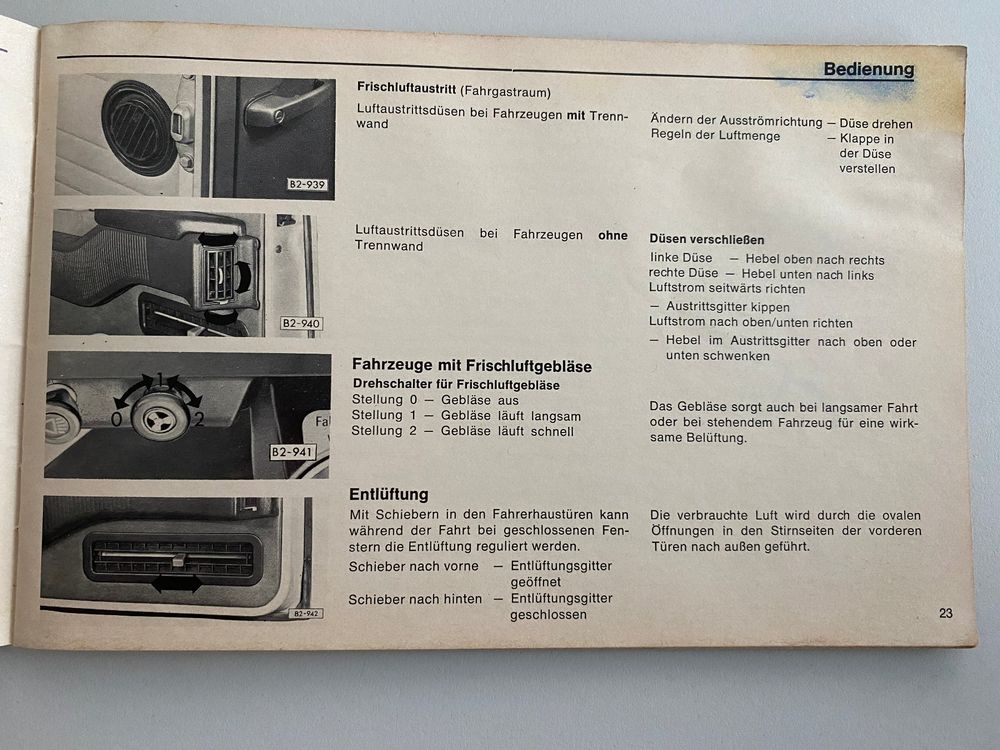 Bedienung
B2-939
Frischluftaustritt (Fahrgastraum)
Luftaustrittsdüsen bei Fahrzeugen mit Trenn-
wand
Ändern der Ausströmrichtung — Düse drehen
Regeln der Luftmenge — Klappe in
der Düse
verstellen
B2-940
Luftaustrittsdüsen bei Fahrzeugen ohne
Trennwand
Düsen verschließen
linke Düse — Hebel oben nach rechts
rechte Düse — Hebel unten nach links
Luftstrom seitwärts richten
— Austrittsgitter kippen
Luftstrom nach oben/unten richten
— Hebel im Austrittsgitter nach oben oder
unten schwenken
0 1 2
Fa
B2-941
Fahrzeuge mit Frischluftgebläse
Drehschalter für Frischluftgebläse
Stellung 0 — Gebläse aus
Stellung 1 — Gebläse läuft langsam
Stellung 2 — Gebläse läuft schnell
Das Gebläse sorgt auch bei langsamer Fahrt
oder bei stehendem Fahrzeug für eine wirk-
same Belüftung.
B2-942
Entlüftung
Mit Schiebern in den Fahrerhaustüren kann
während der Fahrt bei geschlossenen Fen-
stern die Entlüftung reguliert werden.
Schieber nach vorne — Entlüftungsgitter
geöffnet
Schieber nach hinten — Entlüftungsgitter
geschlossen
Die verbrauchte Luft wird durch die ovalen
Öffnungen in den Stirnseiten der vorderen
Türen nach außen geführt.
23